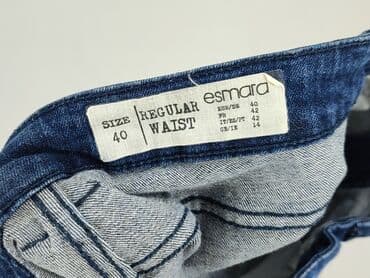 SIZE
40
REGULAR
WAIST
esmara
EUR/DE 40
FR 42
IT/ES/PT 42
GB/IE 14